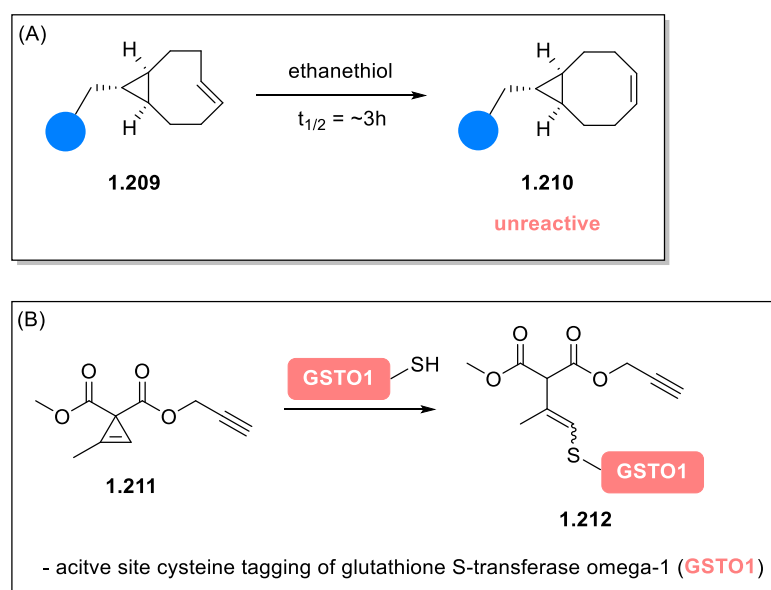 (A)
H
H
ethanethiol
t1/2 = ~3h
H
H
1.209
1.210
unreactive
(B)
O
O
O
O
1.211
GSTO1
SH
O
O
O
O
S
GSTO1
1.212
- acitve site cysteine tagging of glutathione S-transferase omega-1 (GSTO1)